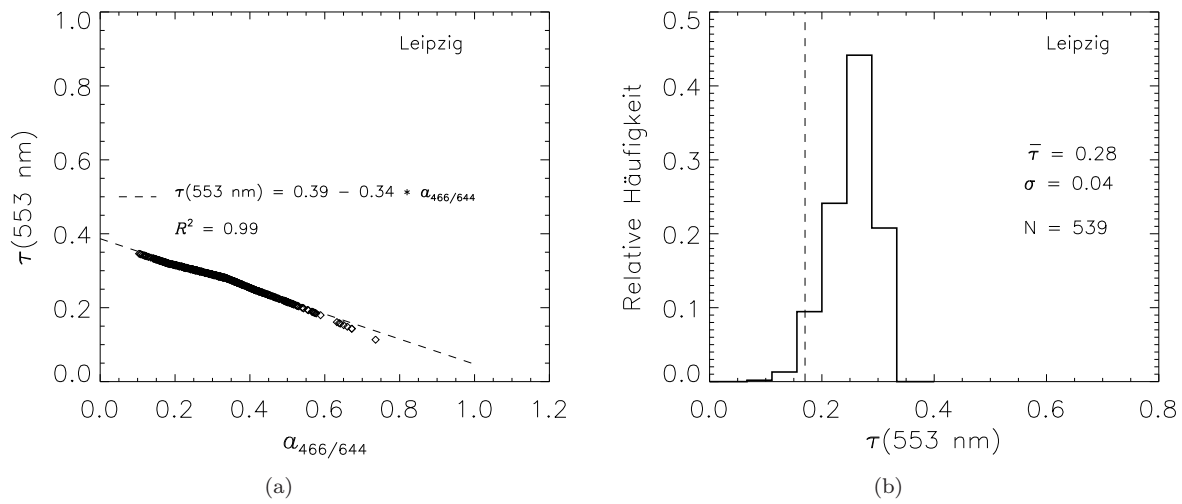 Leipzig
τ(553 nm) = 0.39 − 0.34 * a466/644
R² = 0.99
τ(553 nm)
1.0
0.8
0.6
0.4
0.2
0.0
0.0 0.2 0.4 0.6 0.8 1.0 1.2
a466/644
(a)
Leipzig
τ̄ = 0.28
σ = 0.04
N = 539
Relative Häufigkeit
0.5
0.4
0.3
0.2
0.1
0.0
0.0 0.2 0.4 0.6 0.8
τ(553 nm)
(b)